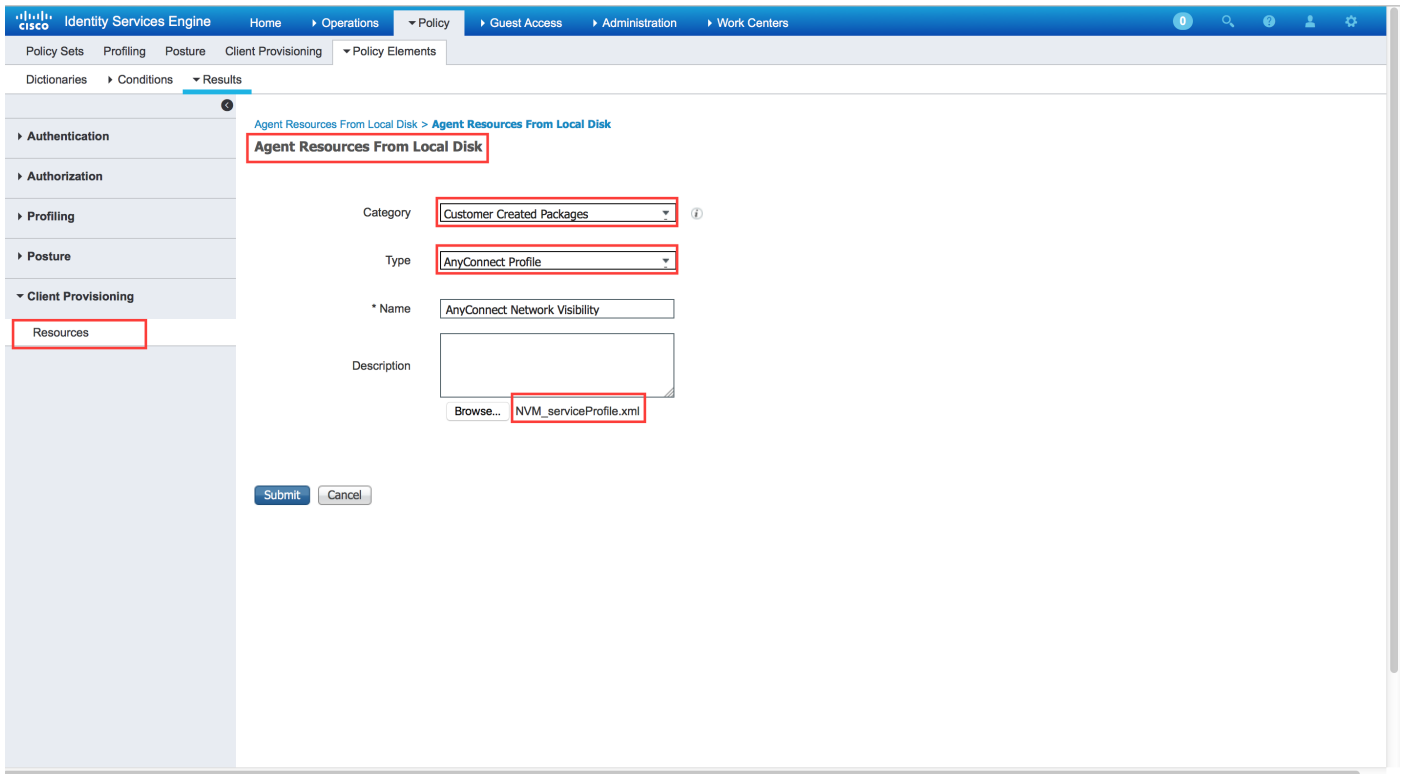 cisco Identity Services Engine Home Operations Policy Guest Access Administration Work Centers 0
Policy Sets Profiling Posture Client Provisioning Policy Elements
Dictionaries Conditions Results
Authentication
Authorization
Profiling
Posture
Client Provisioning
Resources
Agent Resources From Local Disk > Agent Resources From Local Disk
Agent Resources From Local Disk
Category Customer Created Packages
Type AnyConnect Profile
* Name AnyConnect Network Visibility
Description
Browse... NVM_serviceProfile.xml
Submit Cancel